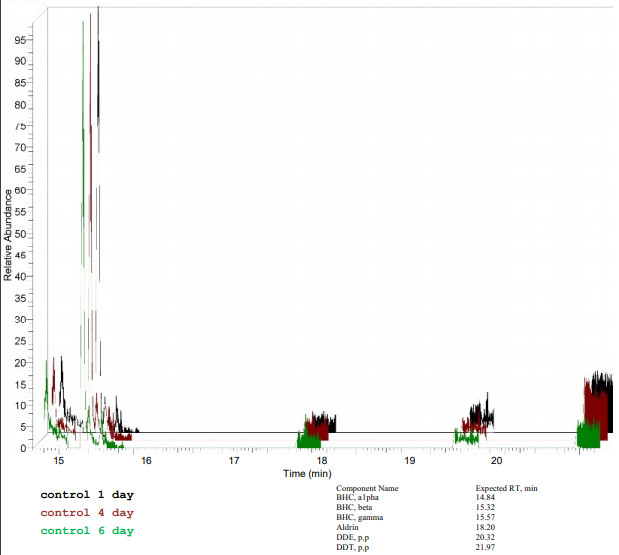 95
90
85
80
75
70
65
60
55
50
45
40
35
30
25
20
15
10
5
0
Relative Abundance
15 16 17 18 19 20
Time (min)
control 1 day
control 4 day
control 6 day
Component Name Expected RT, min
BHC, alpha 14.84
BHC, beta 15.32
BHC, gamma 15.57
Aldrin 18.20
DDE, p,p 20.32
DDT, p,p 21.97